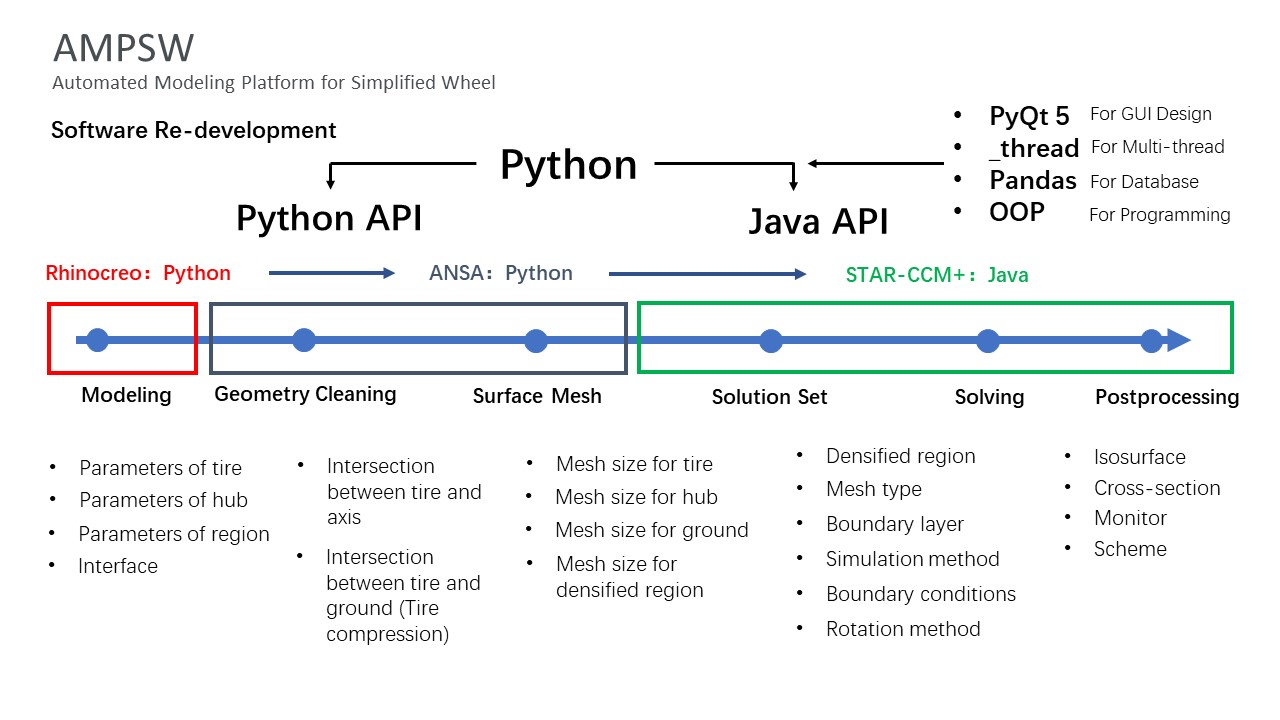 AMPSW
Automated Modeling Platform for Simplified Wheel
Software Re-development
Python
Python API
Java API
• PyQt 5 For GUI Design
• _thread For Multi-thread
• Pandas For Database
• OOP For Programming
Rhinocreo：Python
ANSA：Python
STAR-CCM+：Java
Modeling
Geometry Cleaning
Surface Mesh
Solution Set
Solving
Postprocessing
• Parameters of tire
• Parameters of hub
• Parameters of region
• Interface
• Intersection
between tire and
axis
• Intersection
between tire and
ground (Tire
compression)
• Mesh size for tire
• Mesh size for hub
• Mesh size for ground
• Mesh size for
densified region
• Densified region
• Mesh type
• Boundary layer
• Simulation method
• Boundary conditions
• Rotation method
• Isosurface
• Cross-section
• Monitor
• Scheme